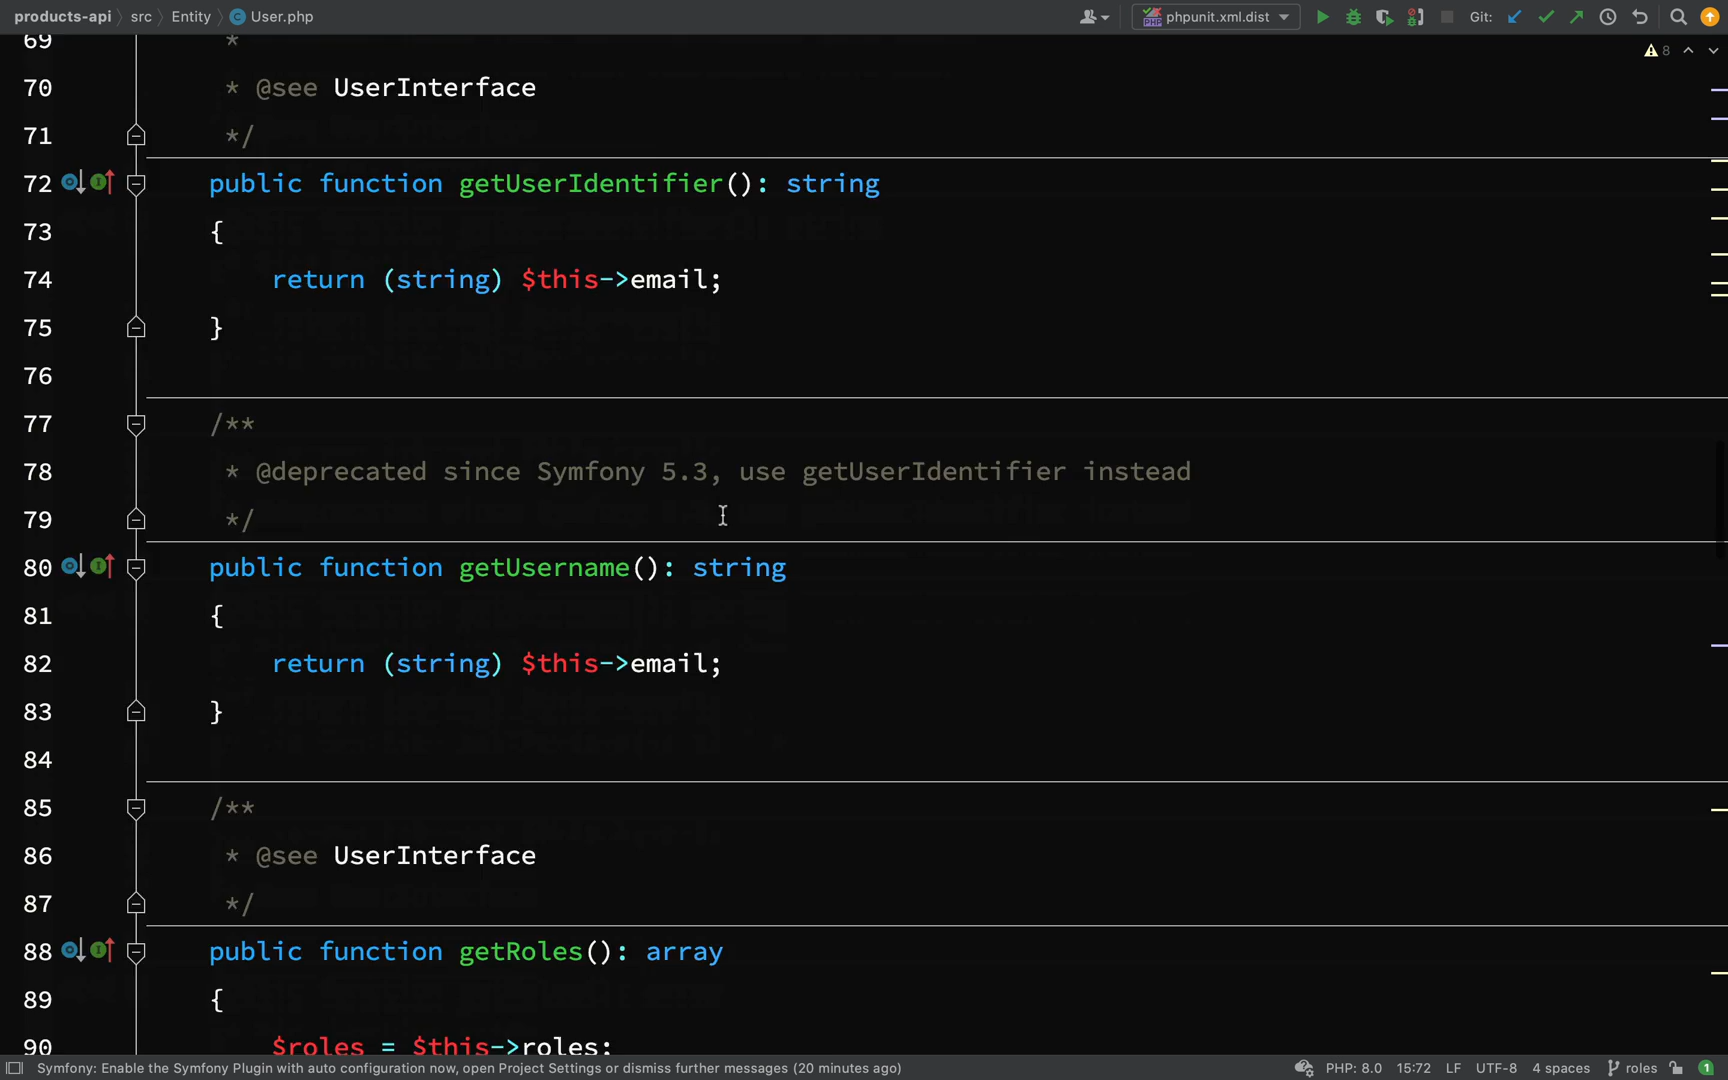 products-api src Entity User.php phpunit.xml.dist Git:
8
69 *
70 * @see UserInterface
71 */
72 public function getUserIdentifier(): string
73 {
74 return (string) $this->email;
75 }
76
77 /**
78 * @deprecated since Symfony 5.3, use getUserIdentifier instead
79 */
80 public function getUsername(): string
81 {
82 return (string) $this->email;
83 }
84
85 /**
86 * @see UserInterface
87 */
88 public function getRoles(): array
89 {
90 $roles = $this->roles;
Symfony: Enable the Symfony Plugin with auto configuration now, open Project Settings or dismiss further messages (20 minutes ago) PHP: 8.0 15:72 LF UTF-8 4 spaces roles 1